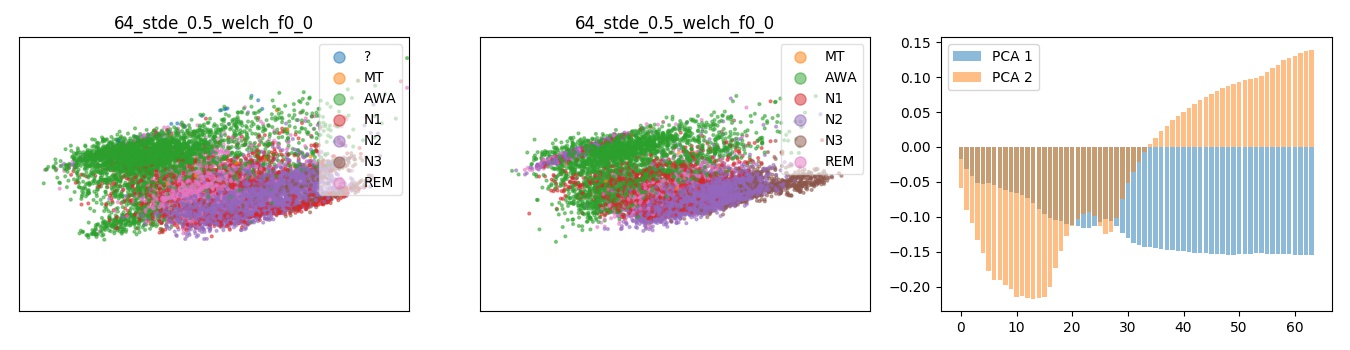 64_stde_0.5_welch_f0_0
?
MT
AWA
N1
N2
N3
REM
64_stde_0.5_welch_f0_0
MT
AWA
N1
N2
N3
REM
PCA 1
PCA 2
0.15
0.10
0.05
0.00
−0.05
−0.10
−0.15
−0.20
0 10 20 30 40 50 60